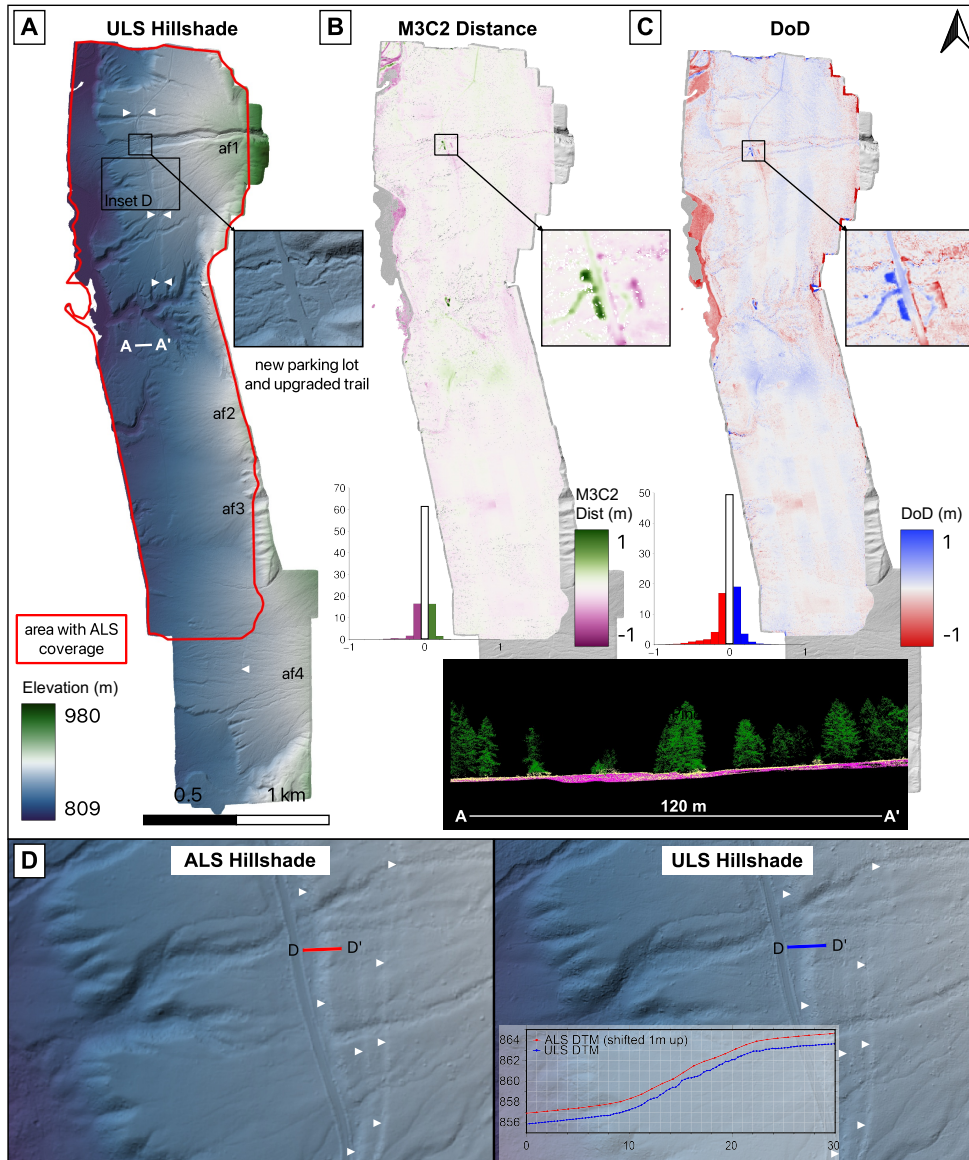 A
ULS Hillshade
B
M3C2 Distance
C
DoD
af1
Inset D
A
A'
new parking lot
and upgraded trail
af2
af3
area with ALS
coverage
af4
Elevation (m)
980
809
0.5
1 km
70
60
50
40
30
20
10
0
−1
0
1
M3C2
Dist (m)
1
-1
50
40
30
20
10
0
−1
0
1
DoD (m)
1
-1
A
120 m
A'
D
ALS Hillshade
D
D'
ULS Hillshade
D
D'
864
862
860
858
856
ALS DTM (shifted 1m up)
ULS DTM
0
10
20
30